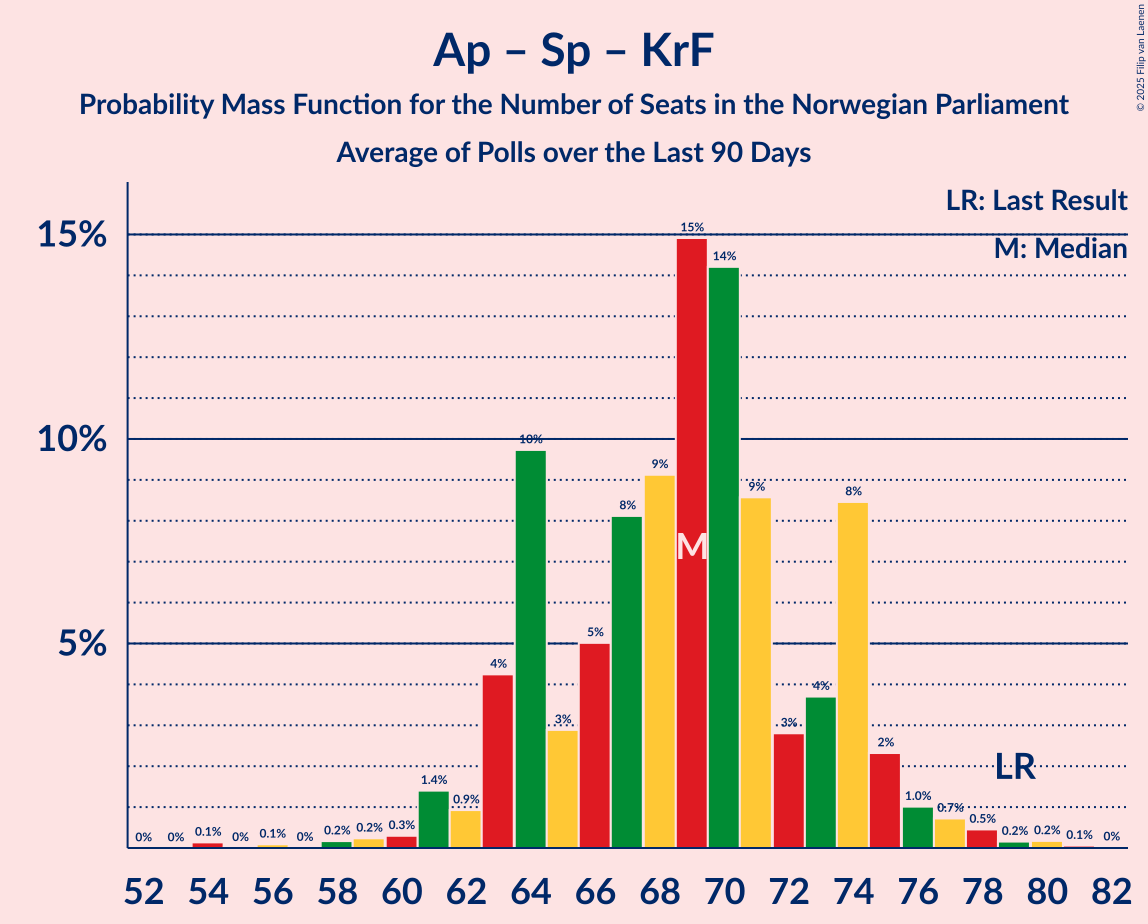 Ap – Sp – KrF
Probability Mass Function for the Number of Seats in the Norwegian Parliament
Average of Polls over the Last 90 Days
© 2025 Filip van Laenen
LR: Last Result
M: Median
15%
10%
5%
0% 0% 0.1% 0% 0.1% 0% 0.2% 0.2% 0.3% 1.4% 0.9% 4% 10% 3% 5% 8% 9% 15% 14% 9% 3% 4% 8% 2% 1.0% 0.7% 0.5% 0.2% 0.2% 0.1% 0%
M
LR
52 54 56 58 60 62 64 66 68 70 72 74 76 78 80 82